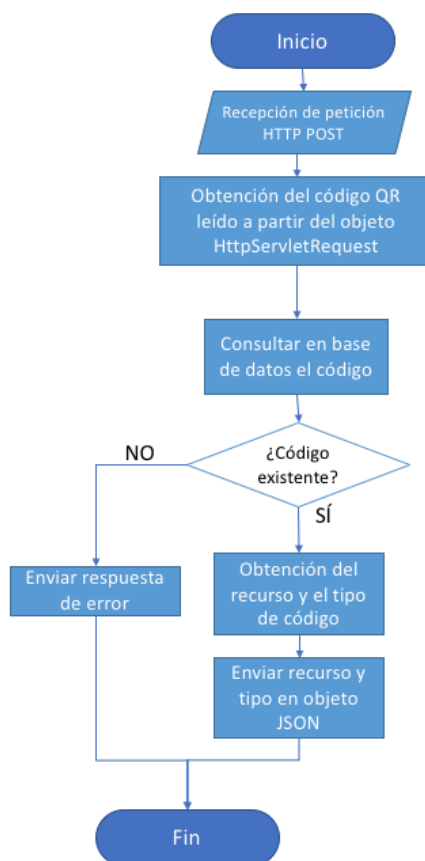 Inicio
Recepción de petición
HTTP POST
Obtención del código QR
leído a partir del objeto
HttpServletRequest
Consultar en base
de datos el código
¿Código
existente?
NO
SÍ
Enviar respuesta
de error
Obtención del
recurso y el tipo
de código
Enviar recurso y
tipo en objeto
JSON
Fin